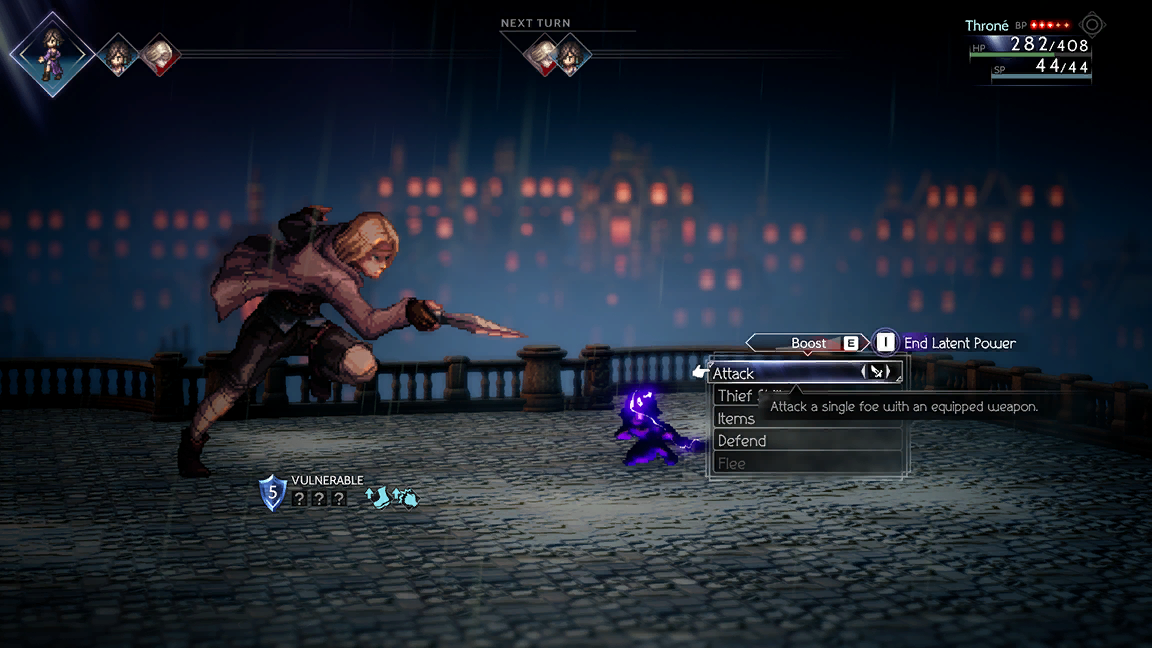 NEXT TURN
Throné BP
HP 282/408
SP 44/44
Boost E I End Latent Power
Attack
Thief
Attack a single foe with an equipped weapon.
Items
Defend
Flee
VULNERABLE
5 ? ? ?